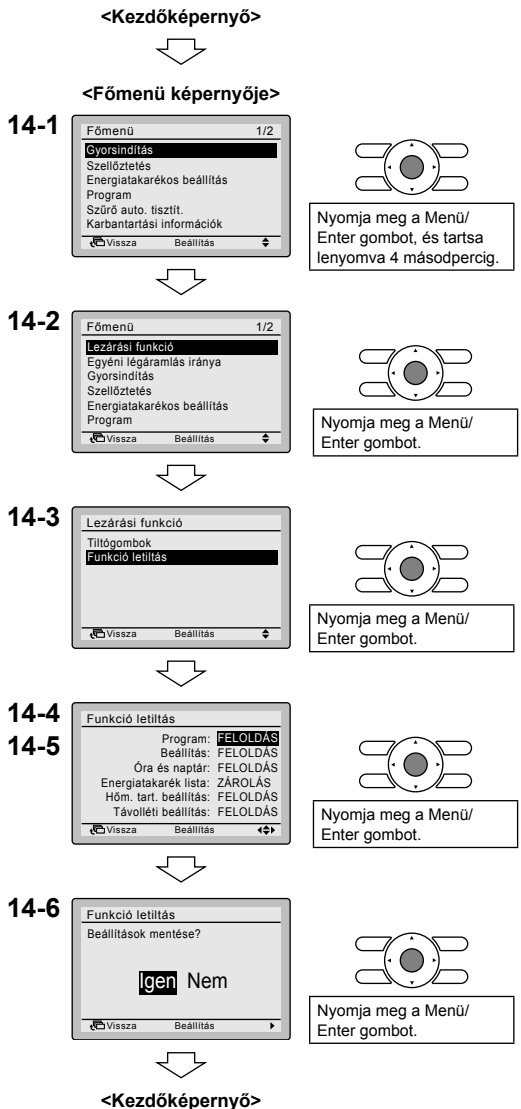 <Kezdőképernyő>
<Főmenü képernyője>
14-1
Főmenü 1/2
Gyorsindítás
Szellőztetés
Energiatakarékos beállítás
Program
Szűrő auto. tisztít.
Karbantartási információk
Vissza Beállítás
Nyomja meg a Menü/
Enter gombot, és tartsa
lenyomva 4 másodpercig.
14-2
Főmenü 1/2
Lezárási funkció
Egyéni légáramlás iránya
Gyorsindítás
Szellőztetés
Energiatakarékos beállítás
Program
Vissza Beállítás
Nyomja meg a Menü/
Enter gombot.
14-3
Lezárási funkció
Tiltógombok
Funkció letiltás
Vissza Beállítás
Nyomja meg a Menü/
Enter gombot.
14-4
14-5
Funkció letiltás
Program: FELOLDÁS
Beállítás: FELOLDÁS
Óra és naptár: FELOLDÁS
Energiatakarék lista: ZÁROLÁS
Hőm. tart. beállítás: FELOLDÁS
Távolléti beállítás: FELOLDÁS
Vissza Beállítás
Nyomja meg a Menü/
Enter gombot.
14-6
Funkció letiltás
Beállítások mentése?
Igen Nem
Vissza Beállítás
Nyomja meg a Menü/
Enter gombot.
<Kezdőképernyő>